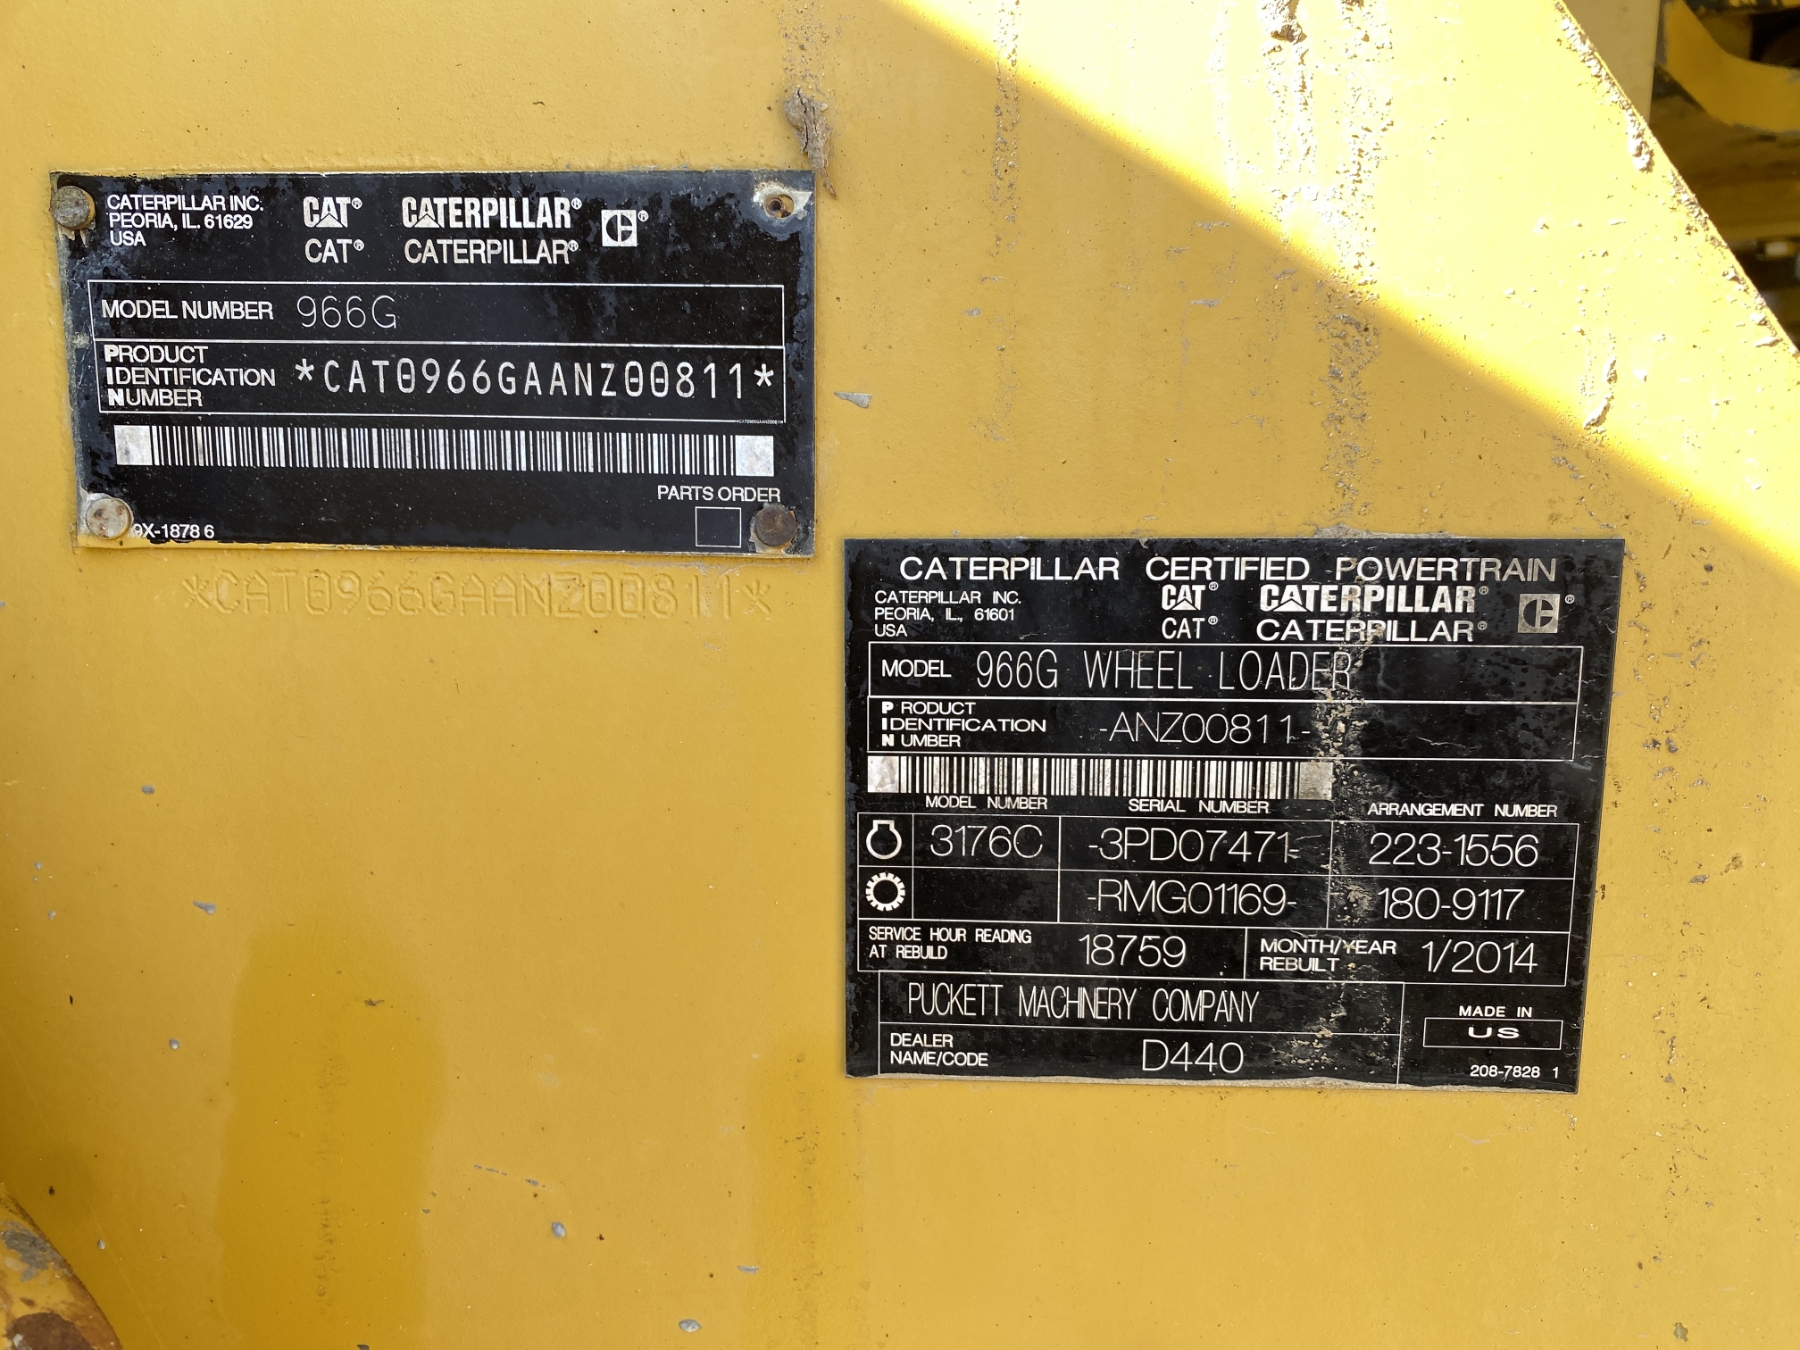 CATERPILLAR INC.
PEORIA, IL. 61629
USA
CAT® CATERPILLAR® ®
CAT® CATERPILLAR®
MODEL NUMBER 966G
PRODUCT
IDENTIFICATION
NUMBER
*CAT0966GAANZ00811*
*CAT0966GAANZ00811*
PARTS ORDER
9X-1878 6
*CAT0966GAANZ00811*
CATERPILLAR CERTIFIED POWERTRAIN
CATERPILLAR INC.
PEORIA, IL., 61601
USA
CAT® CATERPILLAR® ®
CAT® CATERPILLAR®
MODEL 966G WHEEL LOADER
PRODUCT
IDENTIFICATION
NUMBER
-ANZ00811-
MODEL NUMBER SERIAL NUMBER ARRANGEMENT NUMBER
3176C -3PD07471- 223-1556
-RMG01169- 180-9117
SERVICE HOUR READING
AT REBUILD
18759
MONTH/YEAR
REBUILT
1/2014
PUCKETT MACHINERY COMPANY
DEALER
NAME/CODE
D440
MADE IN
US
208-7828 1